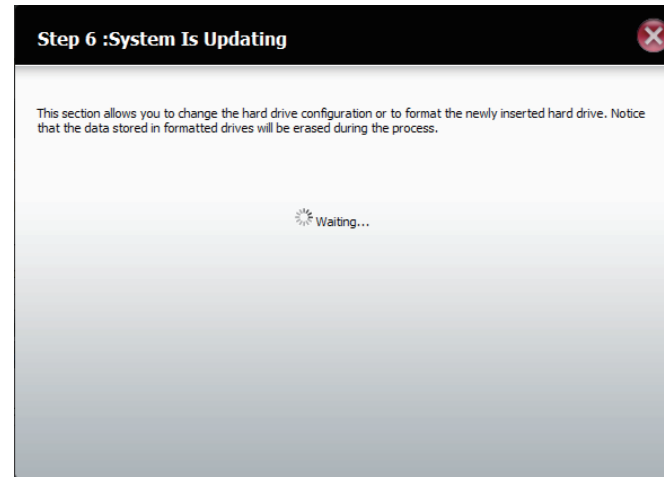 Step 6 :System Is Updating
This section allows you to change the hard drive configuration or to format the newly inserted hard drive. Notice
that the data stored in formatted drives will be erased during the process.
Waiting...